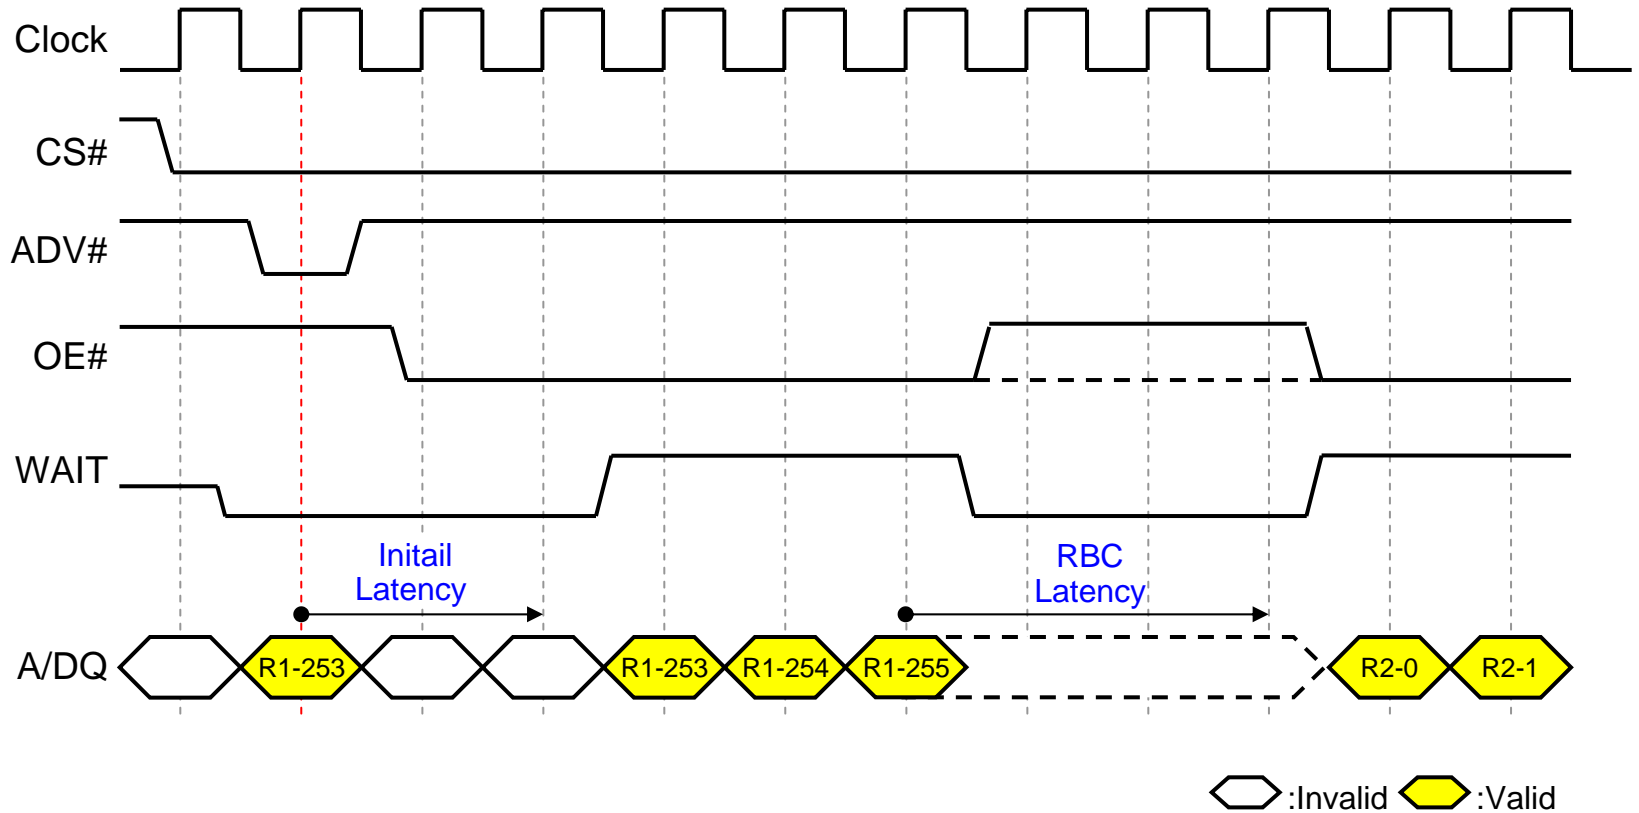 Clock
CS#
ADV#
OE#
WAIT
Initail
Latency
RBC
Latency
A/DQ
R1-253
R1-253
R1-254
R1-255
R2-0
R2-1
:Invalid
:Valid